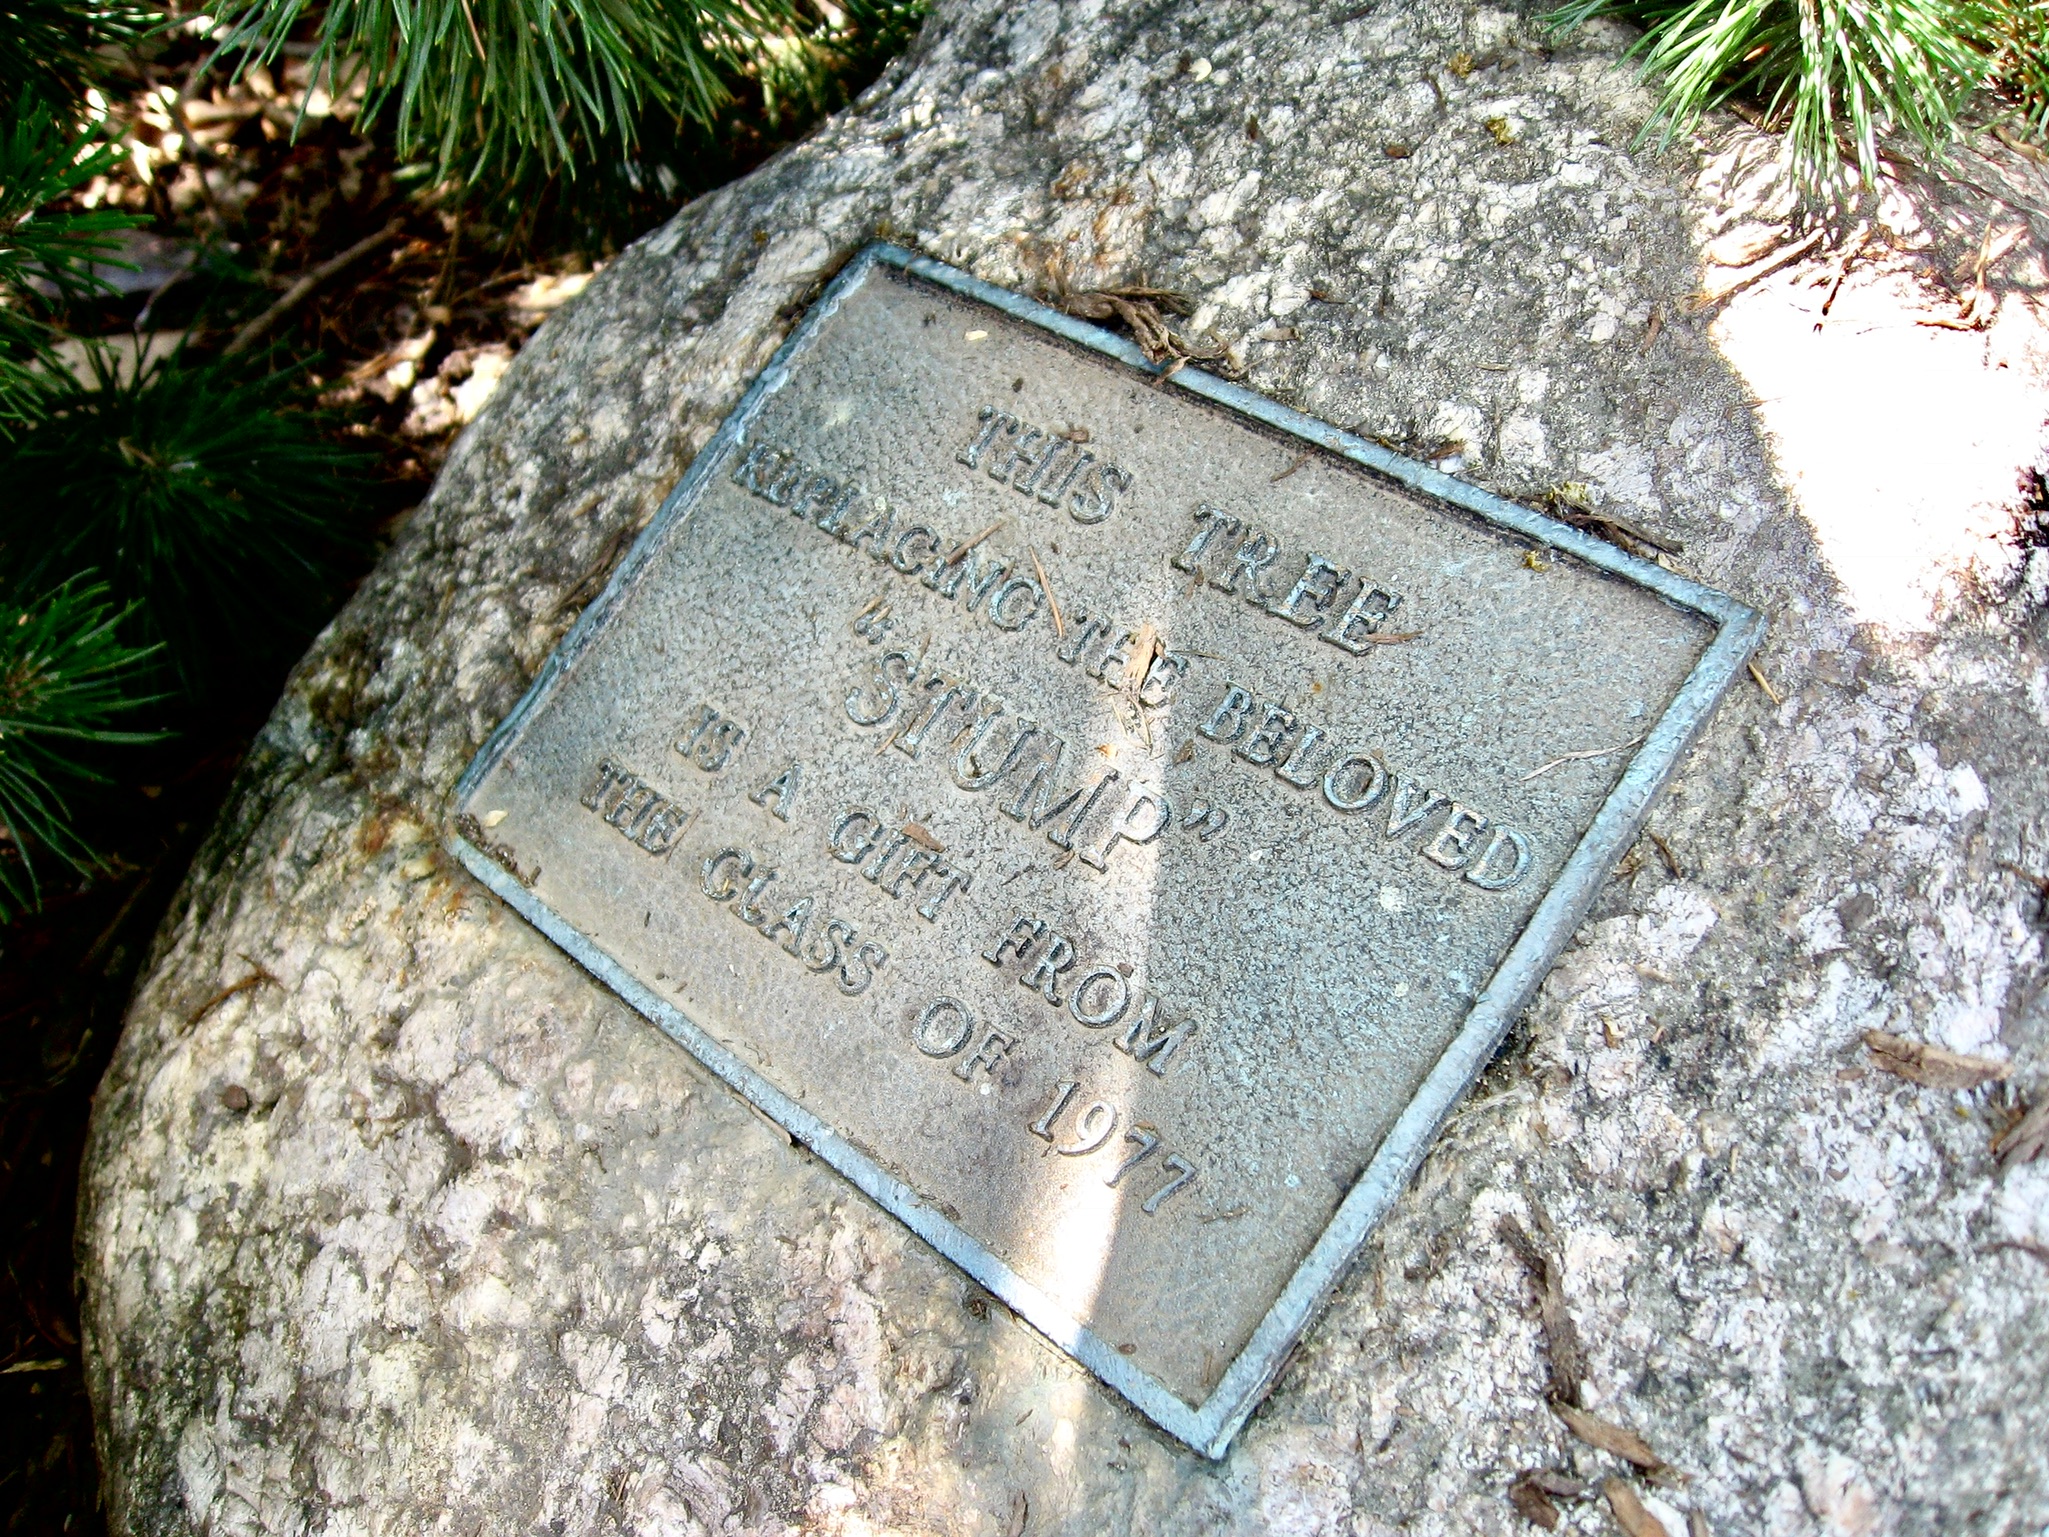 THIS TREE
REPLACING THE BELOVED
“STUMP”
IS A GIFT FROM
THE CLASS OF 1977